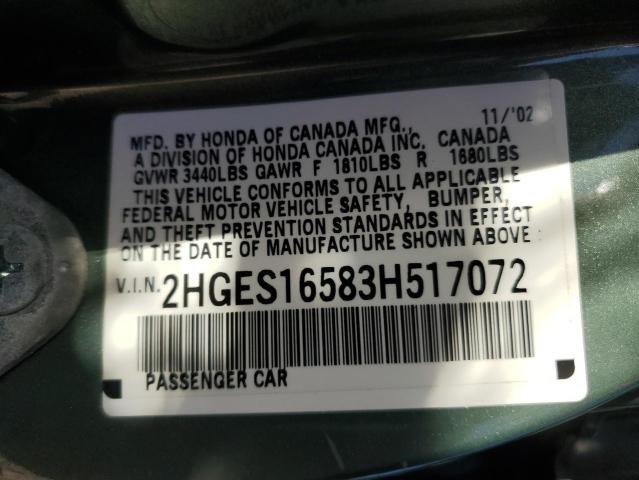 11/'02
MFD. BY HONDA OF CANADA MFG.,
A DIVISION OF HONDA CANADA INC, CANADA
GVWR 3440LBS GAWR F 1810LBS R 1680LBS
THIS VEHICLE CONFORMS TO ALL APPLICABLE
FEDERAL MOTOR VEHICLE SAFETY, BUMPER,
AND THEFT PREVENTION STANDARDS IN EFFECT
ON THE DATE OF MANUFACTURE SHOWN ABOVE.
V.I.N. 2HGES16583H517072
PASSENGER CAR